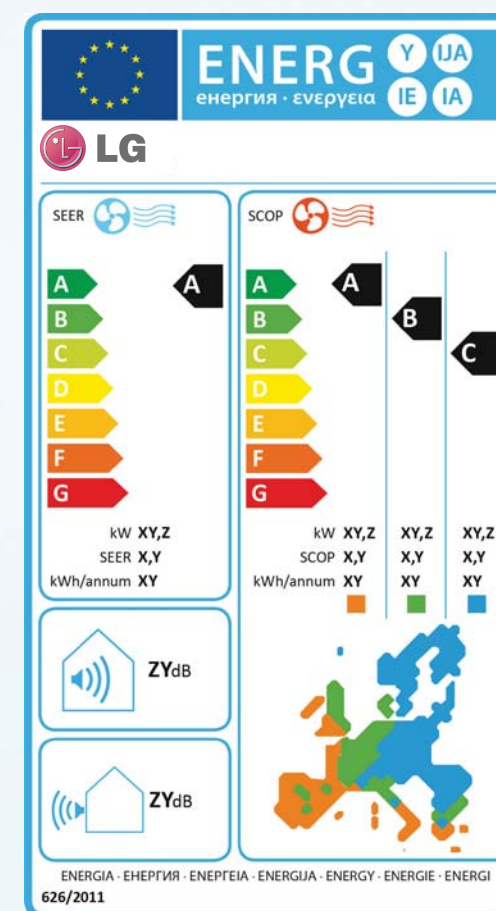 ENERG Y IJA
енергия · ενεργεια IE IA
LG
SEER
A
B
C
D
E
F
G
A
kW XY,Z
SEER X,Y
kWh/annum XY
SCOP
A
B
C
D
E
F
G
A
B
C
kW XY,Z XY,Z XY,Z
SCOP X,Y X,Y X,Y
kWh/annum XY XY XY
ZYdB
ZYdB
ENERGIA · ЕНЕРГИЯ · ΕΝΕΡΓΕΙΑ · ENERGIJA · ENERGY · ENERGIE · ENERGI
626/2011